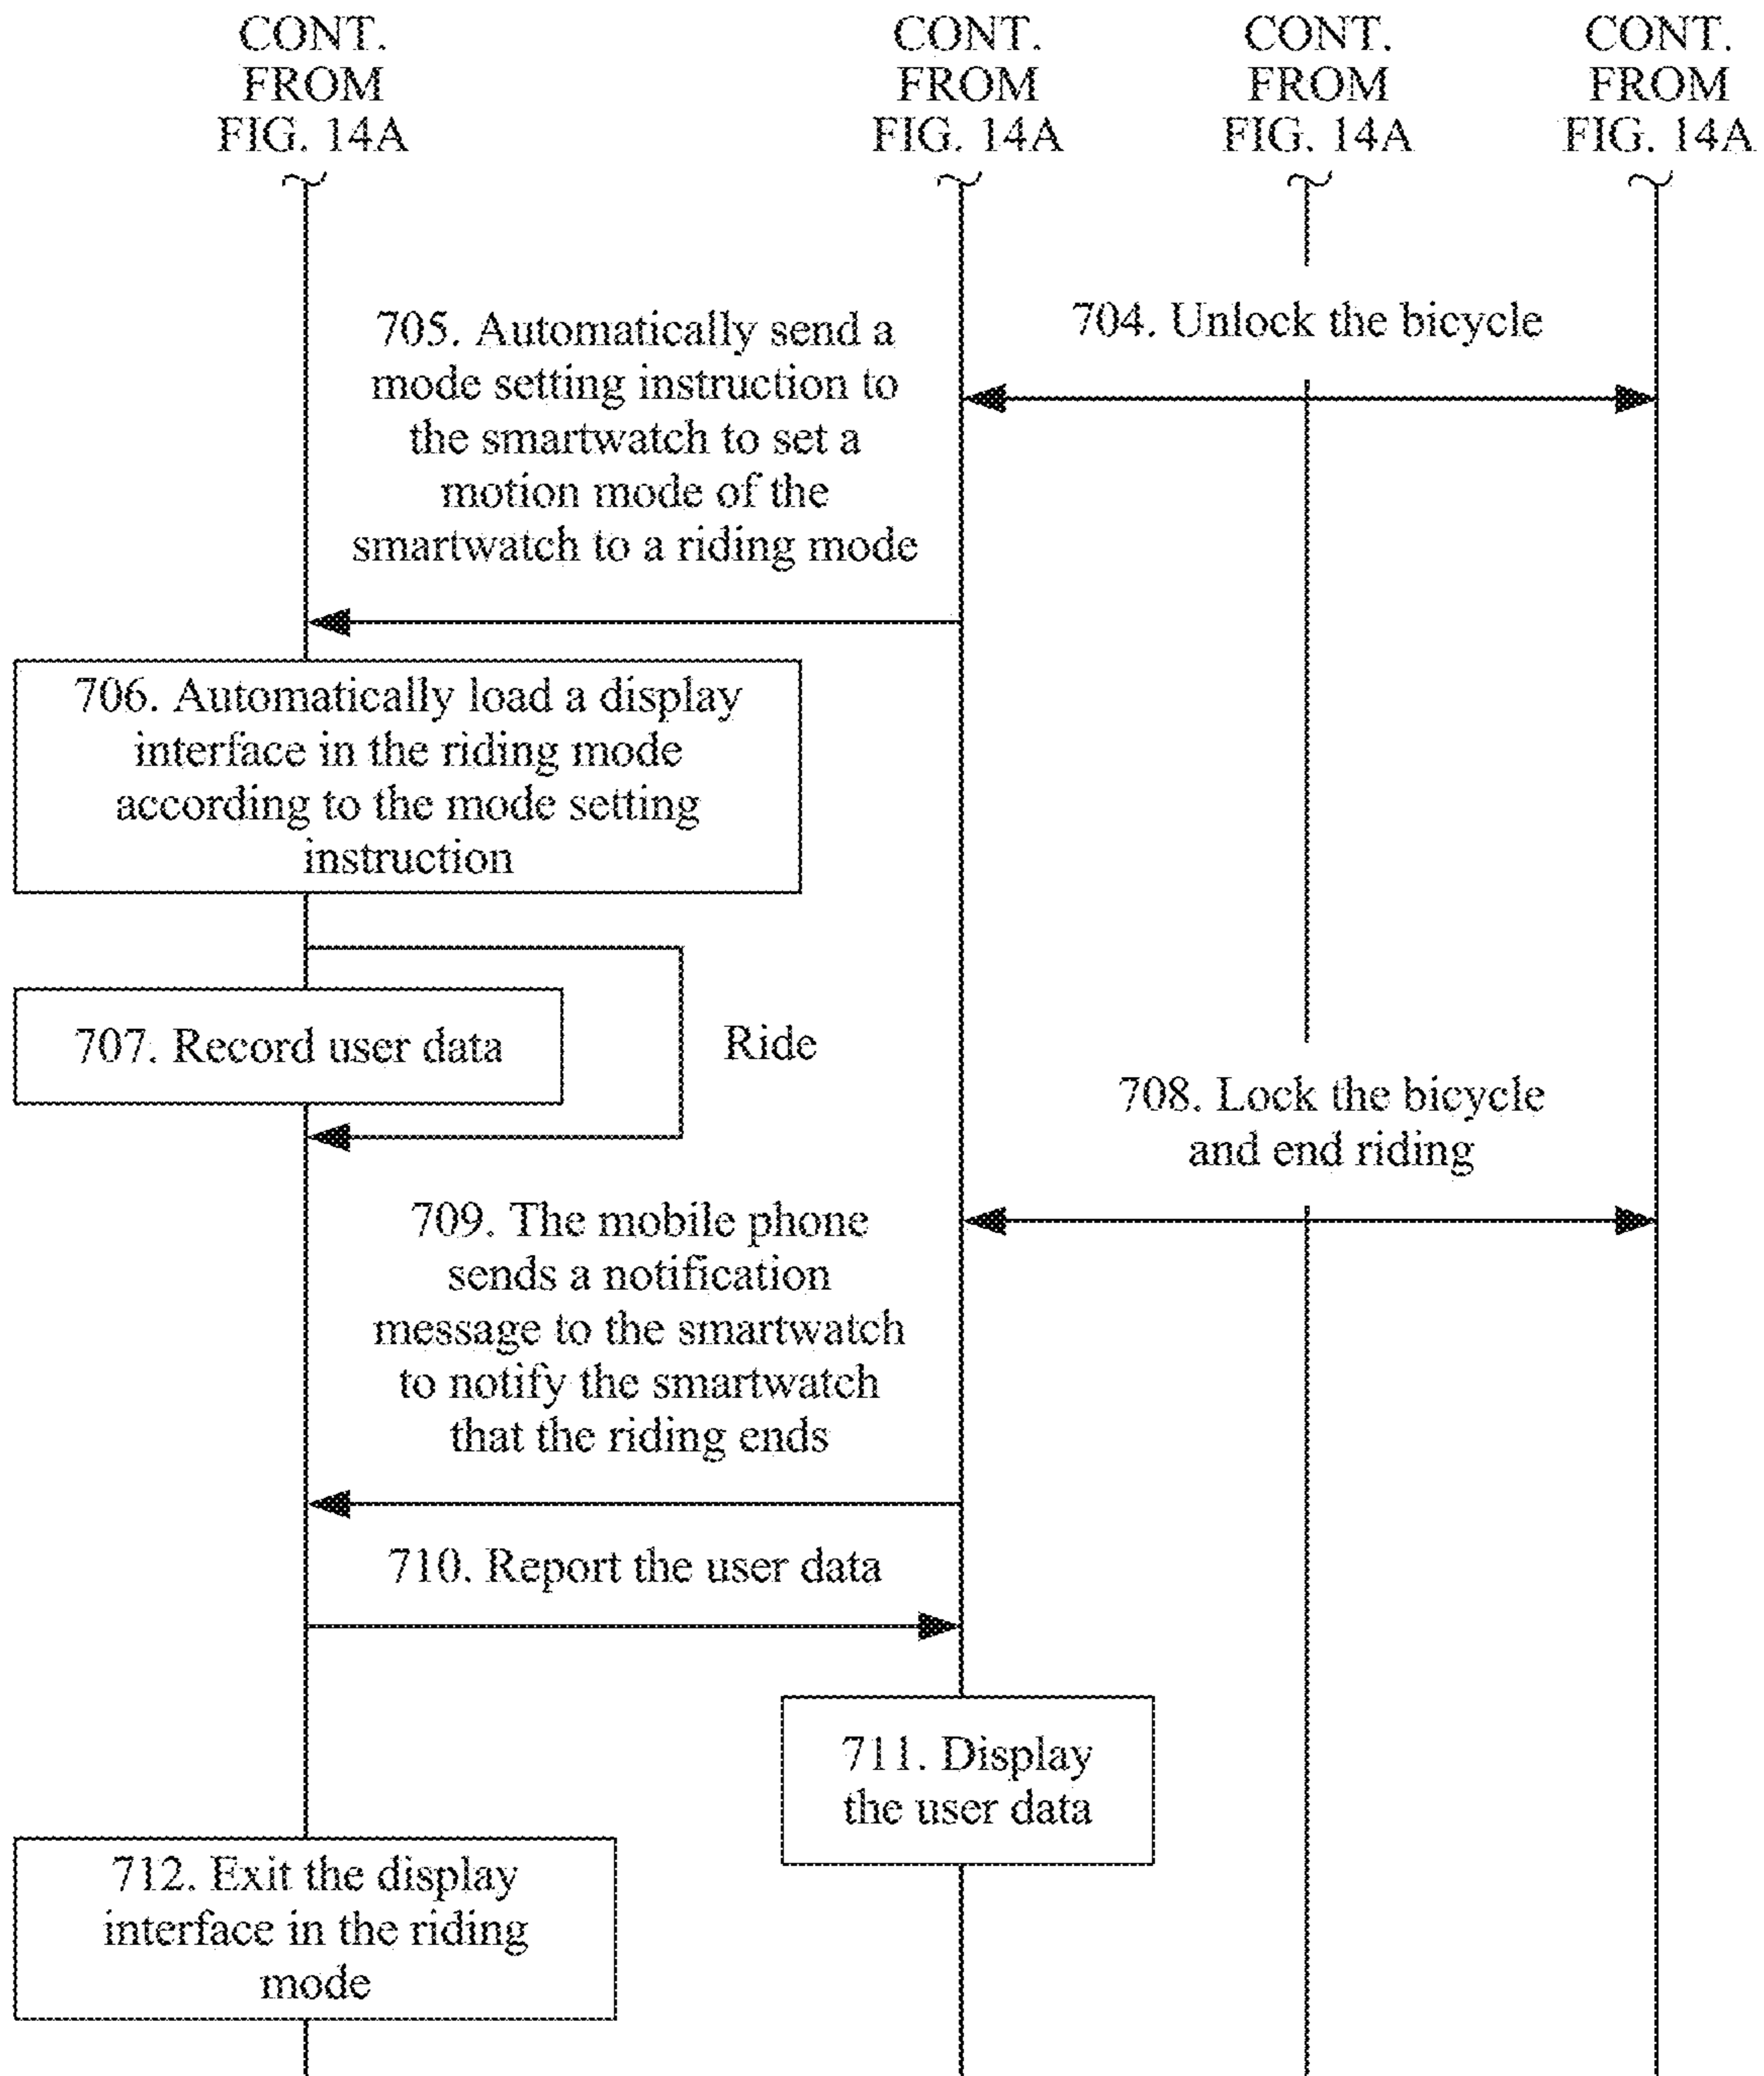 CONT.
FROM
FIG. 14A
CONT.
FROM
FIG. 14A
CONT.
FROM
FIG. 14A
CONT.
FROM
FIG. 14A
704. Unlock the bicycle
705. Automatically send a
mode setting instruction to
the smartwatch to set a
motion mode of the
smartwatch to a riding mode
706. Automatically load a display
interface in the riding mode
according to the mode setting
instruction
707. Record user data
Ride
708. Lock the bicycle
and end riding
709. The mobile phone
sends a notification
message to the smartwatch
to notify the smartwatch
that the riding ends
710. Report the user data
711. Display
the user data
712. Exit the display
interface in the riding
mode